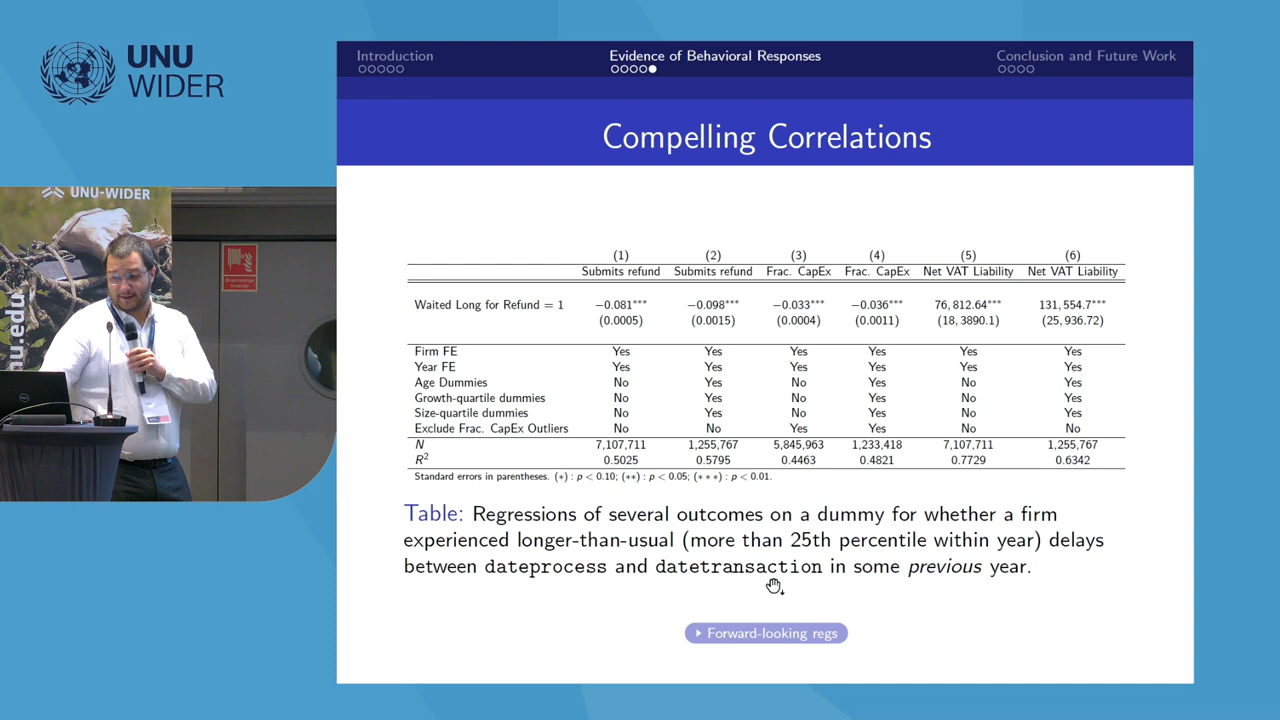 UNU
WIDER
Introduction
Evidence of Behavioral Responses
Conclusion and Future Work
Compelling Correlations
UNU-WIDER
nu.edu
(1) (2) (3) (4) (5) (6)
Submits refund Submits refund Frac. CapEx Frac. CapEx Net VAT Liability Net VAT Liability
Waited Long for Refund = 1 −0.081*** −0.098*** −0.033*** −0.036*** 76,812.64*** 131,554.7***
(0.0005) (0.0015) (0.0004) (0.0011) (18,3890.1) (25,936.72)
Firm FE Yes Yes Yes Yes Yes Yes
Year FE Yes Yes Yes Yes Yes Yes
Age Dummies No Yes No Yes No Yes
Growth-quartile dummies No Yes No Yes No Yes
Size-quartile dummies No Yes No Yes No Yes
Exclude Frac. CapEx Outliers No No Yes Yes No No
N 7,107,711 1,255,767 5,845,963 1,233,418 7,107,711 1,255,767
R² 0.5025 0.5795 0.4463 0.4821 0.7729 0.6342
Standard errors in parentheses. (∗) : p < 0.10; (∗∗) : p < 0.05; (∗ ∗ ∗) : p < 0.01.
Table: Regressions of several outcomes on a dummy for whether a firm
experienced longer-than-usual (more than 25th percentile within year) delays
between dateprocess and datetransaction in some previous year.
Forward-looking regs